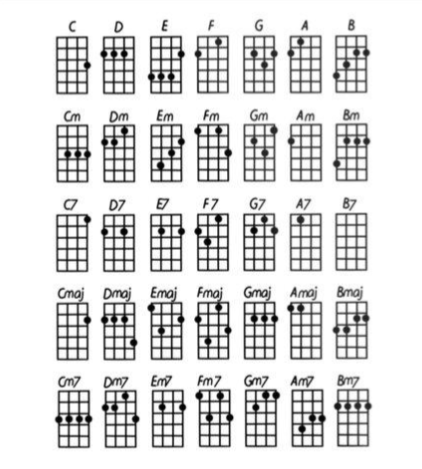 C D E F G A B
Cm Dm Em Fm Gm Am Bm
C7 D7 E7 F7 G7 A7 B7
Cmaj Dmaj Emaj Fmaj Gmaj Amaj Bmaj
Cm7 Dm7 Em7 Fm7 Gm7 Am7 Bm7